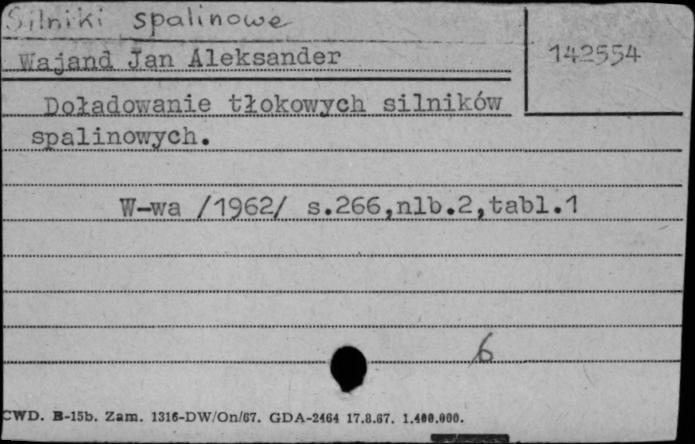 Silniki spalinowe
142554
Wajand Jan Aleksander
Doładowanie tłokowych silników
spalinowych.
W-wa /1962/ s.266,nlb.2,tabl.1
6
CWD. B-15b. Zam. 1316-DW/On/67. GDA-2464 17.8.67. 1.400.000.